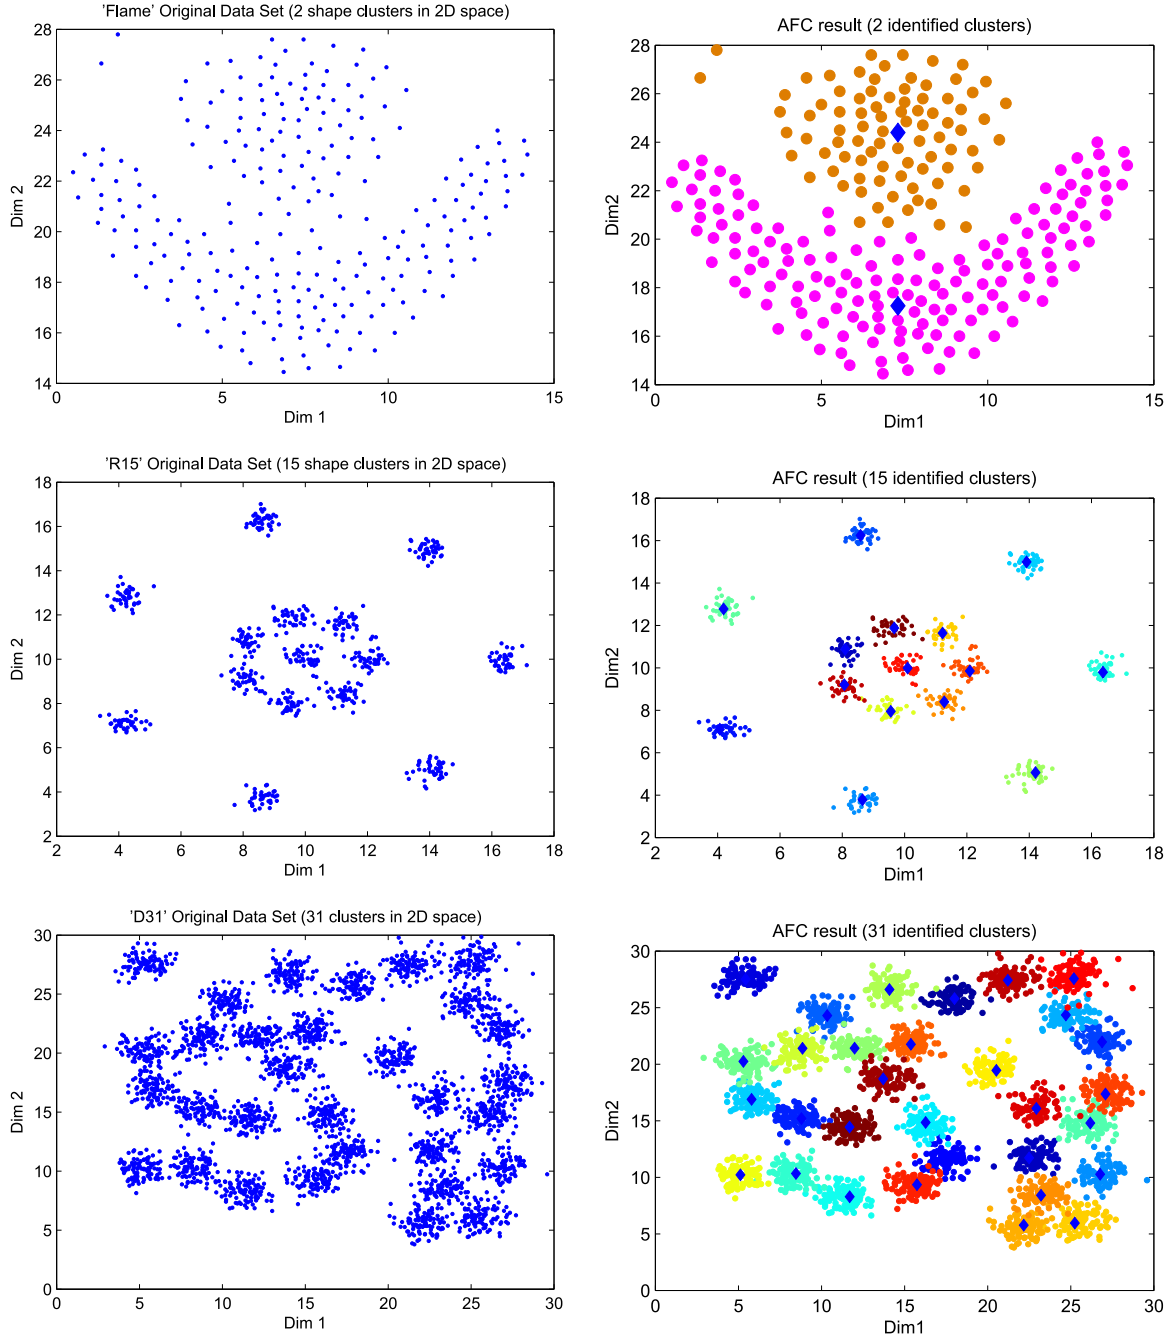 'Flame' Original Data Set (2 shape clusters in 2D space)
28
26
24
22
20
18
16
14
Dim 2
0 5 10 15
Dim 1
AFC result (2 identified clusters)
28
26
24
22
20
18
16
14
Dim2
0 5 10 15
Dim1
'R15' Original Data Set (15 shape clusters in 2D space)
18
16
14
12
10
8
6
4
2
Dim 2
2 4 6 8 10 12 14 16 18
Dim 1
AFC result (15 identified clusters)
18
16
14
12
10
8
6
4
2
Dim2
2 4 6 8 10 12 14 16 18
Dim1
'D31' Original Data Set (31 clusters in 2D space)
30
25
20
15
10
5
0
Dim 2
0 5 10 15 20 25 30
Dim 1
AFC result (31 identified clusters)
30
25
20
15
10
5
0
Dim2
0 5 10 15 20 25 30
Dim1